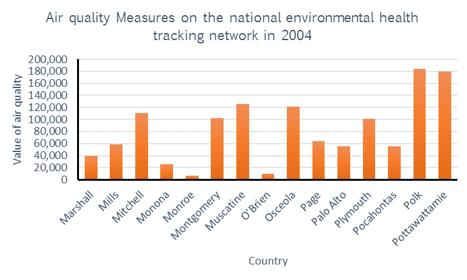 Air quality Measures on the national environmental health
tracking network in 2004
Value of air quality
200,000
180,000
160,000
140,000
120,000
100,000
80,000
60,000
40,000
20,000
0
Marshall
Mills
Mitchell
Monona
Monroe
Montgomery
Muscatine
O'Brien
Osceola
Page
Palo Alto
Plymouth
Pocahontas
Polk
Pottawattamie
Country